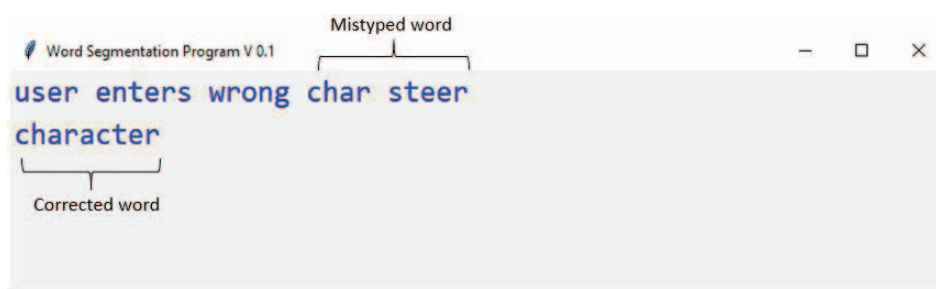 Mistyped word
Word Segmentation Program V 0.1
user enters wrong char steer
character
Corrected word